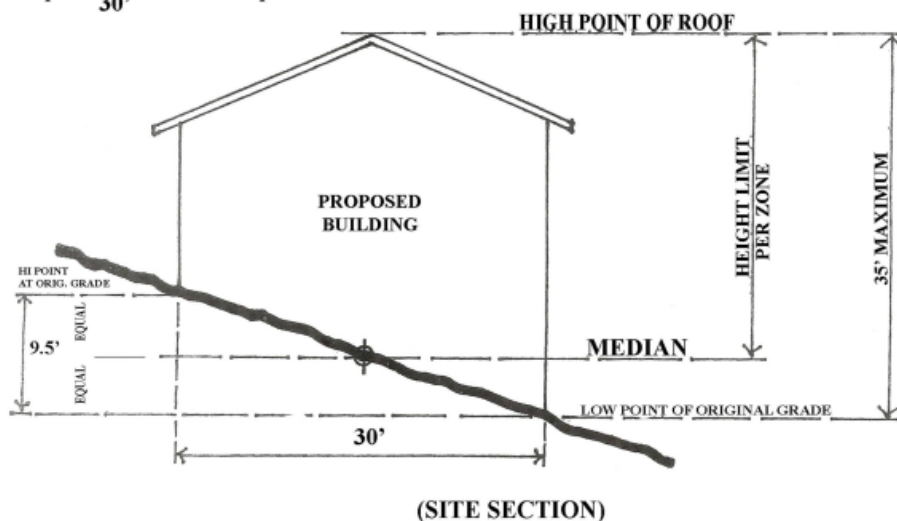 30'
HIGH POINT OF ROOF
HEIGHT LIMIT
PER ZONE
35' MAXIMUM
PROPOSED
BUILDING
HI POINT
AT ORIG. GRADE
EQUAL
9.5'
MEDIAN
EQUAL
LOW POINT OF ORIGINAL GRADE
30'
(SITE SECTION)